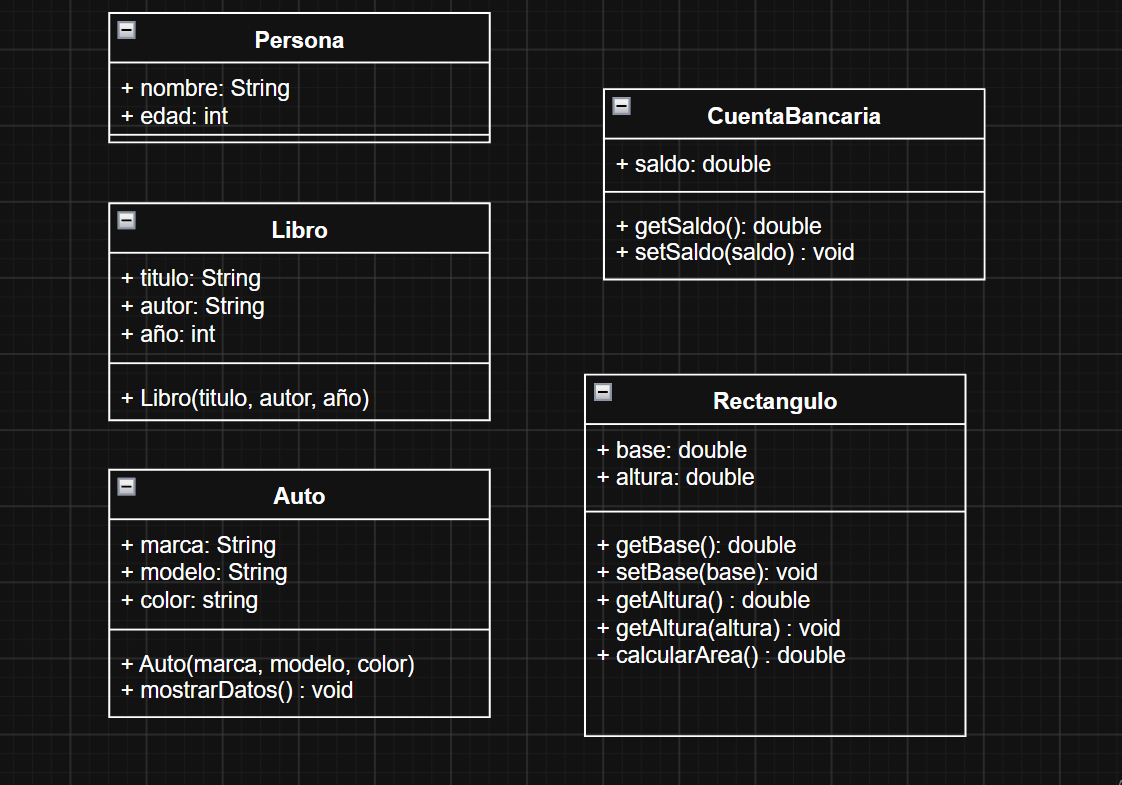 Persona
+ nombre: String
+ edad: int
Libro
+ titulo: String
+ autor: String
+ año: int
+ Libro(titulo, autor, año)
Auto
+ marca: String
+ modelo: String
+ color: string
+ Auto(marca, modelo, color)
+ mostrarDatos() : void
CuentaBancaria
+ saldo: double
+ getSaldo(): double
+ setSaldo(saldo) : void
Rectangulo
+ base: double
+ altura: double
+ getBase(): double
+ setBase(base): void
+ getAltura() : double
+ getAltura(altura) : void
+ calcularArea() : double